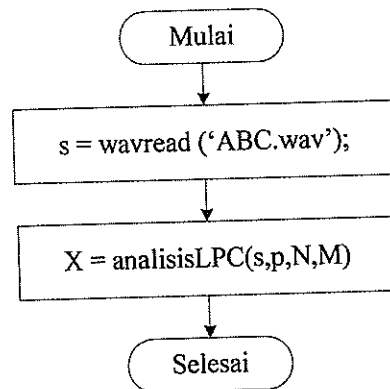 Mulai
s = wavread (‘ABC.wav’);
X = analisisLPC(s,p,N,M)
Selesai